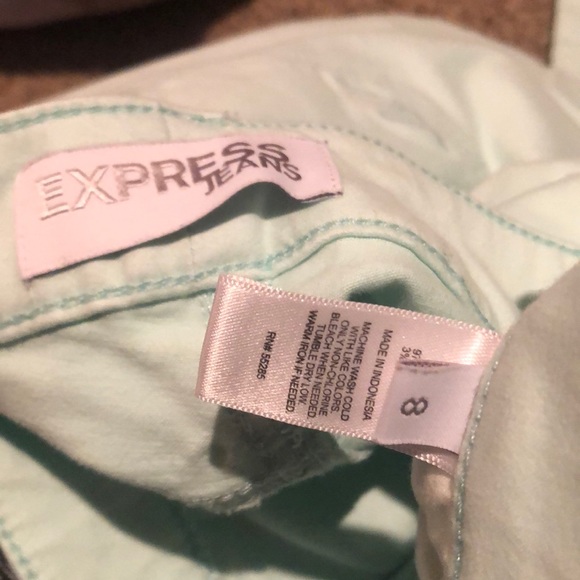 EXPRESS
JEANS
8
MADE IN INDONESIA
MACHINE WASH COLD
WITH LIKE COLORS.
ONLY NON-CHLORINE
BLEACH WHEN NEEDED.
TUMBLE DRY LOW.
WARM IRON IF NEEDED.
RN# 55285